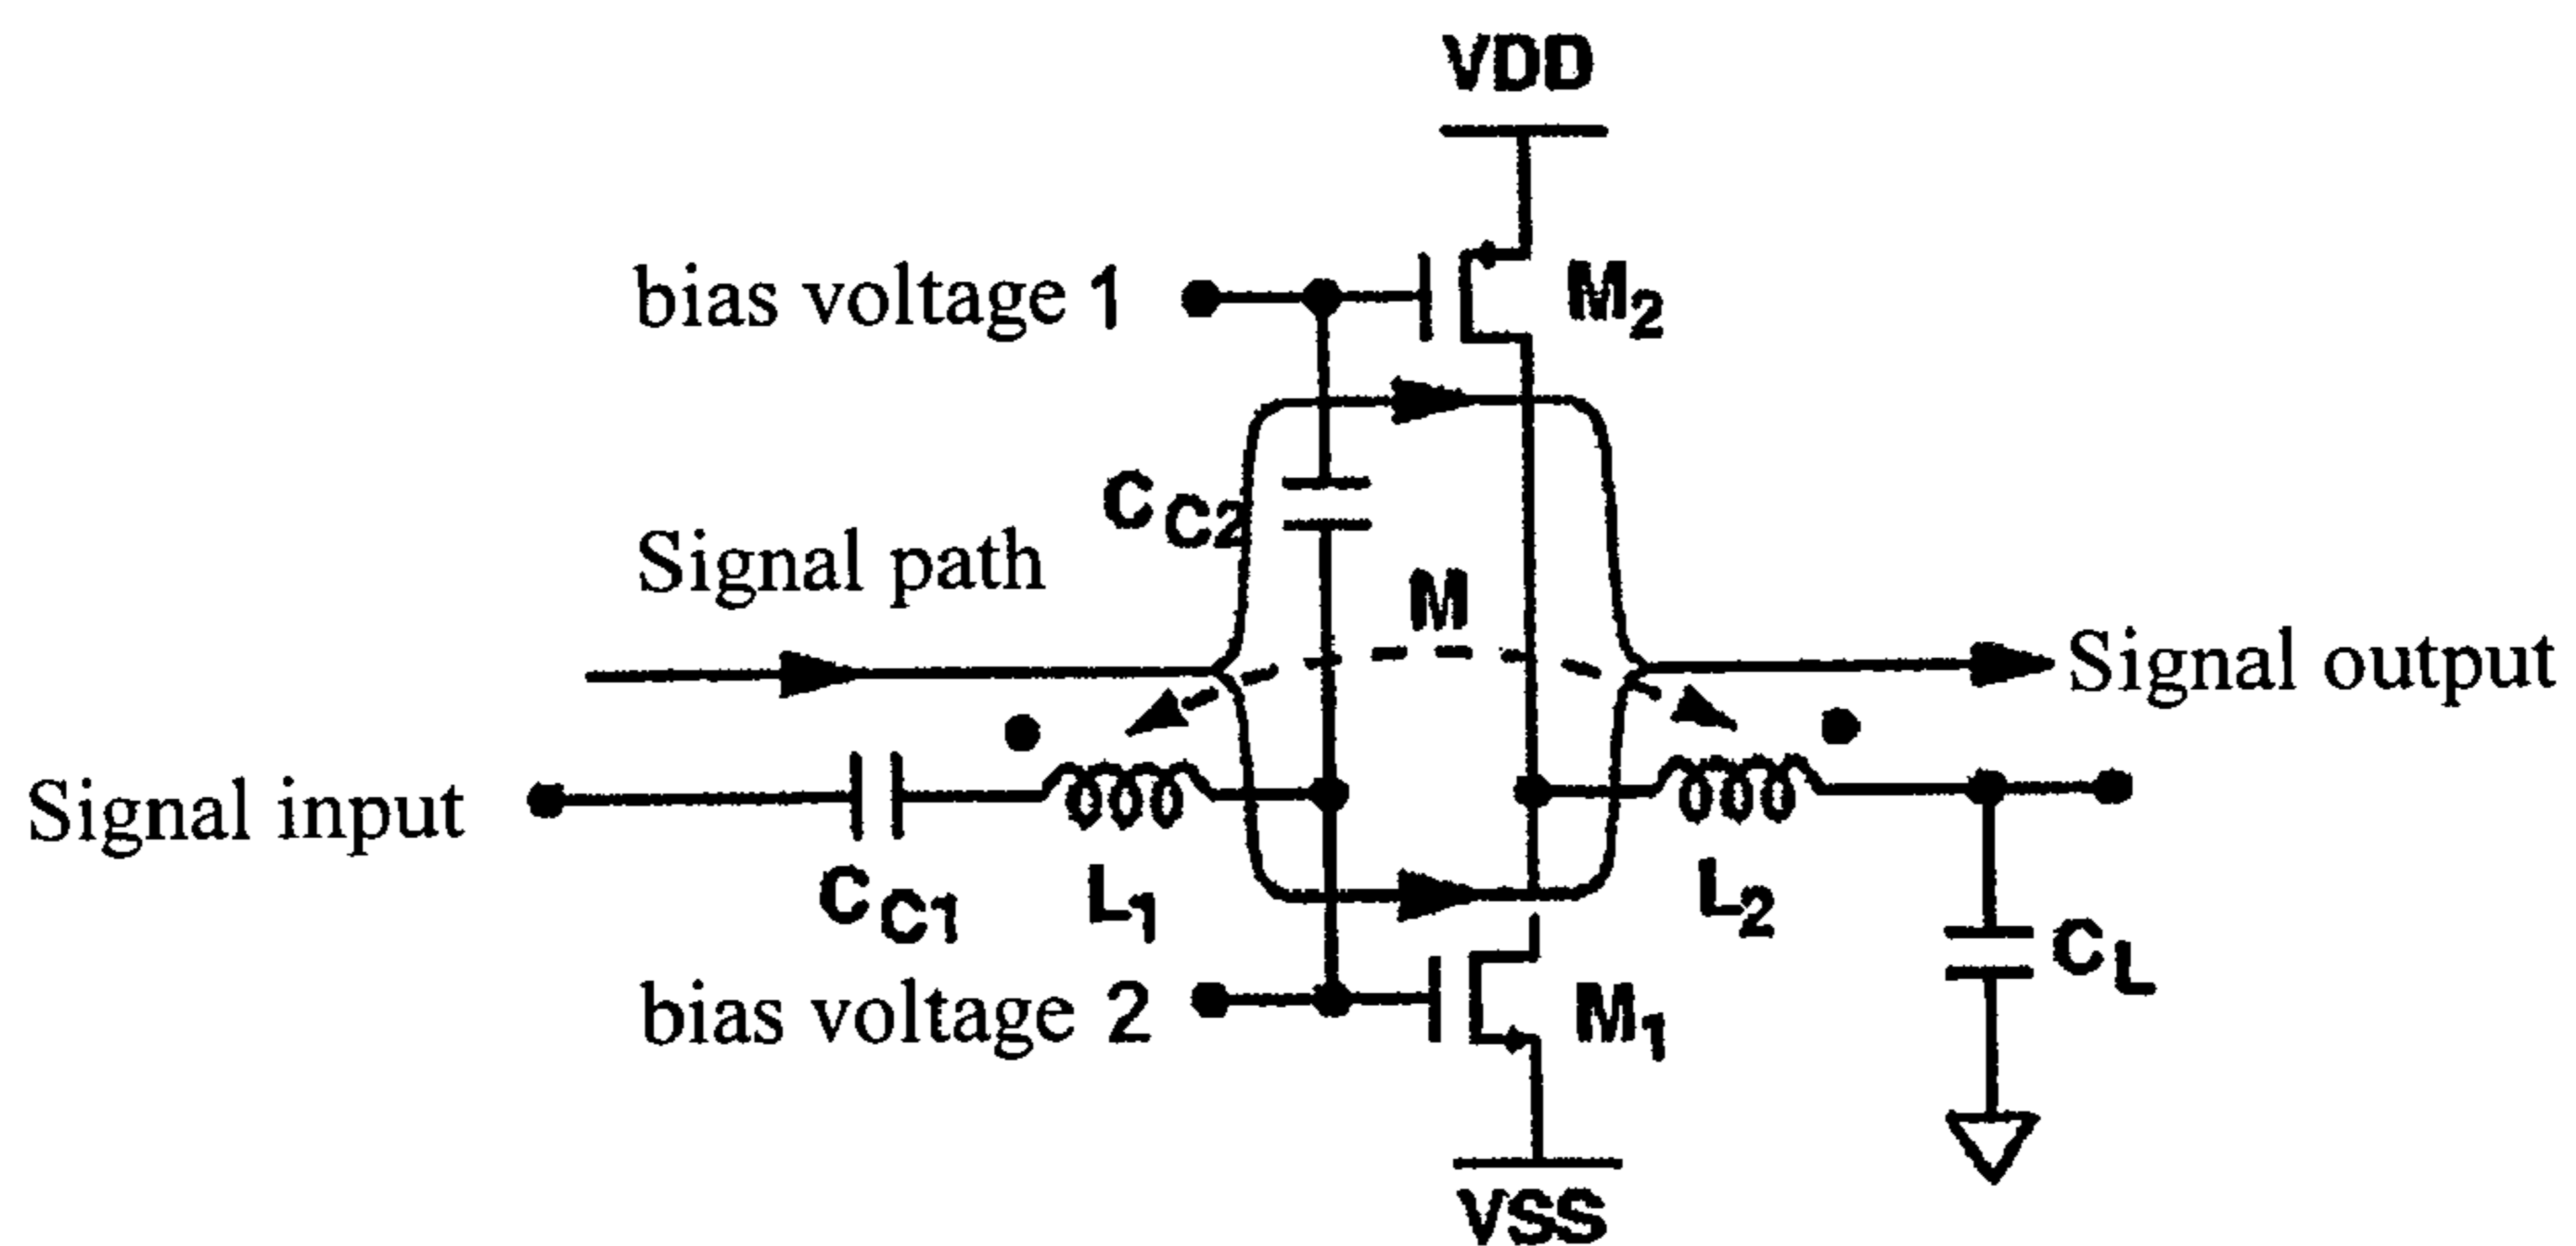 VDD
bias voltage 1
M2
CC2
Signal path
M
Signal output
Signal input
CC1
L1
L2
CL
bias voltage 2
M1
VSS